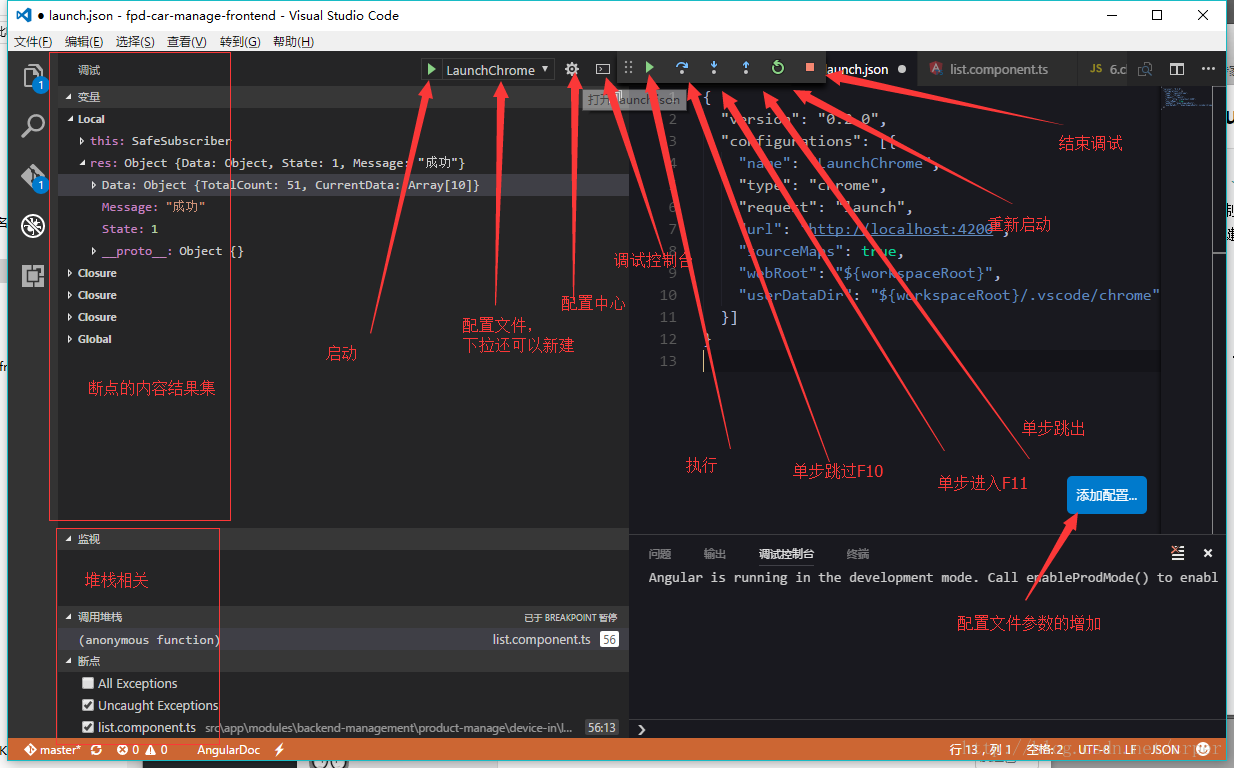 ● launch.json - fpd-car-manage-frontend - Visual Studio Code
文件(F) 编辑(E) 选择(S) 查看(V) 转到(G) 帮助(H)
调试
LaunchChrome
aunch.json ●
list.component.ts
JS 6.c
打开 launch.json
1
1
变量
Local
this: SafeSubscriber
res: Object {Data: Object, State: 1, Message: "成功"}
Data: Object {TotalCount: 51, CurrentData: Array[10]}
Message: "成功"
State: 1
__proto__: Object {}
Closure
Closure
Closure
Global
断点的内容结果集
启动
配置文件，
下拉还可以新建
配置中心
调试控制台
执行
单步跳过F10
单步进入F11
单步跳出
重新启动
结束调试
{
2 "version": "0.2.0",
"configurations": [{
"name": "LaunchChrome",
"type": "chrome",
"request": "launch",
"url": "http://localhost:4200",
"sourceMaps": true,
9 "webRoot": "${workspaceRoot}",
10 "userDataDir": "${workspaceRoot}/.vscode/chrome"
11 }]
12 }
13
添加配置...
配置文件参数的增加
监视
堆栈相关
调用堆栈
已于 BREAKPOINT 暂停
(anonymous function)
list.component.ts 56
断点
All Exceptions
Uncaught Exceptions
list.component.ts src\app\modules\backend-management\product-manage\device-in\l... 56:13
问题 输出 调试控制台 终端
Angular is running in the development mode. Call enableProdMode() to enabl
master* 0 0 AngularDoc
行 13，列 1 空格: 2 UTF-8 LF JSON